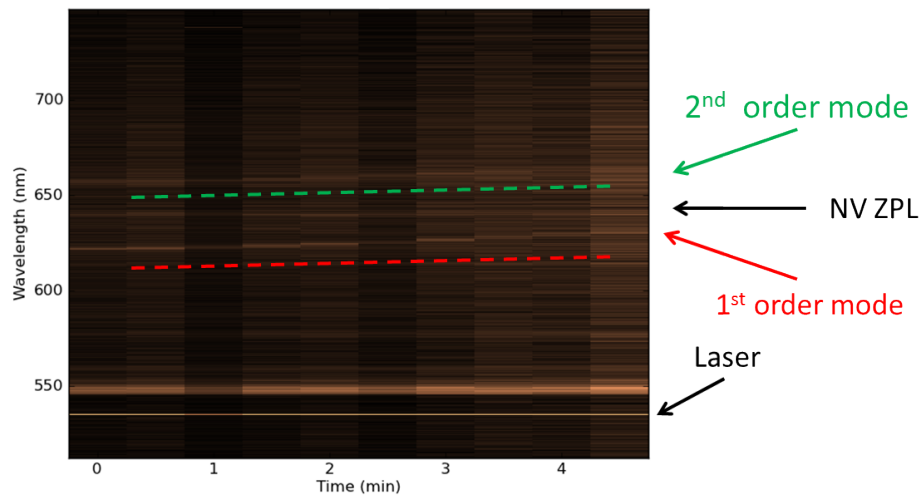 700
650
600
550
Wavelength (nm)
0 1 2 3 4
Time (min)
2nd order mode
NV ZPL
1st order mode
Laser